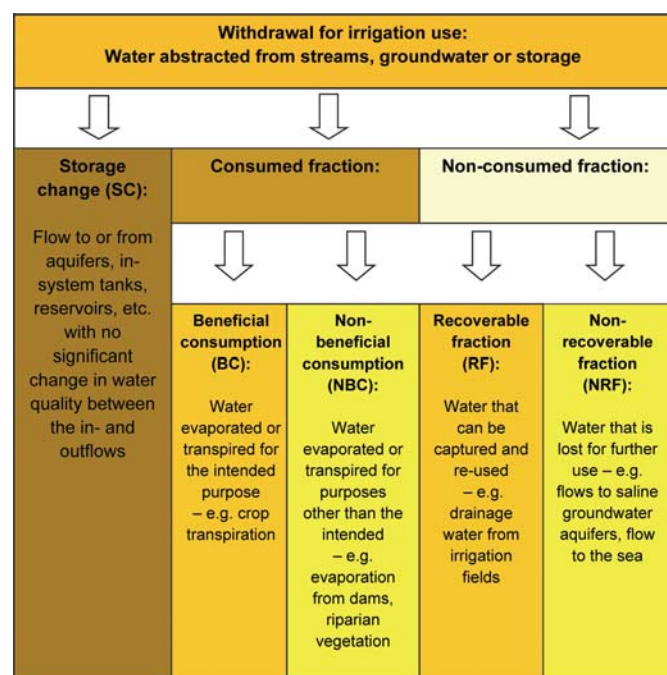 Withdrawal for irrigation use:
Water abstracted from streams, groundwater or storage
Storage
change (SC):
Flow to or from
aquifers, in-
system tanks,
reservoirs, etc.
with no
significant
change in water
quality between
the in- and
outflows
Consumed fraction:
Beneficial
consumption (BC):
Water
evaporated or
transpired for
the intended
purpose
– e.g. crop
transpiration
Non-
beneficial
consumption
(NBC):
Water
evaporated or
transpired for
purposes
other than the
intended
– e.g.
evaporation
from dams,
riparian
vegetation
Non-consumed fraction:
Recoverable
fraction
(RF):
Water that
can be
captured and
re-used
– e.g.
drainage
water from
irrigation
fields
Non-
recoverable
fraction
(NRF):
Water that is
lost for further
use – e.g.
flows to saline
groundwater
aquifers, flow
to the sea